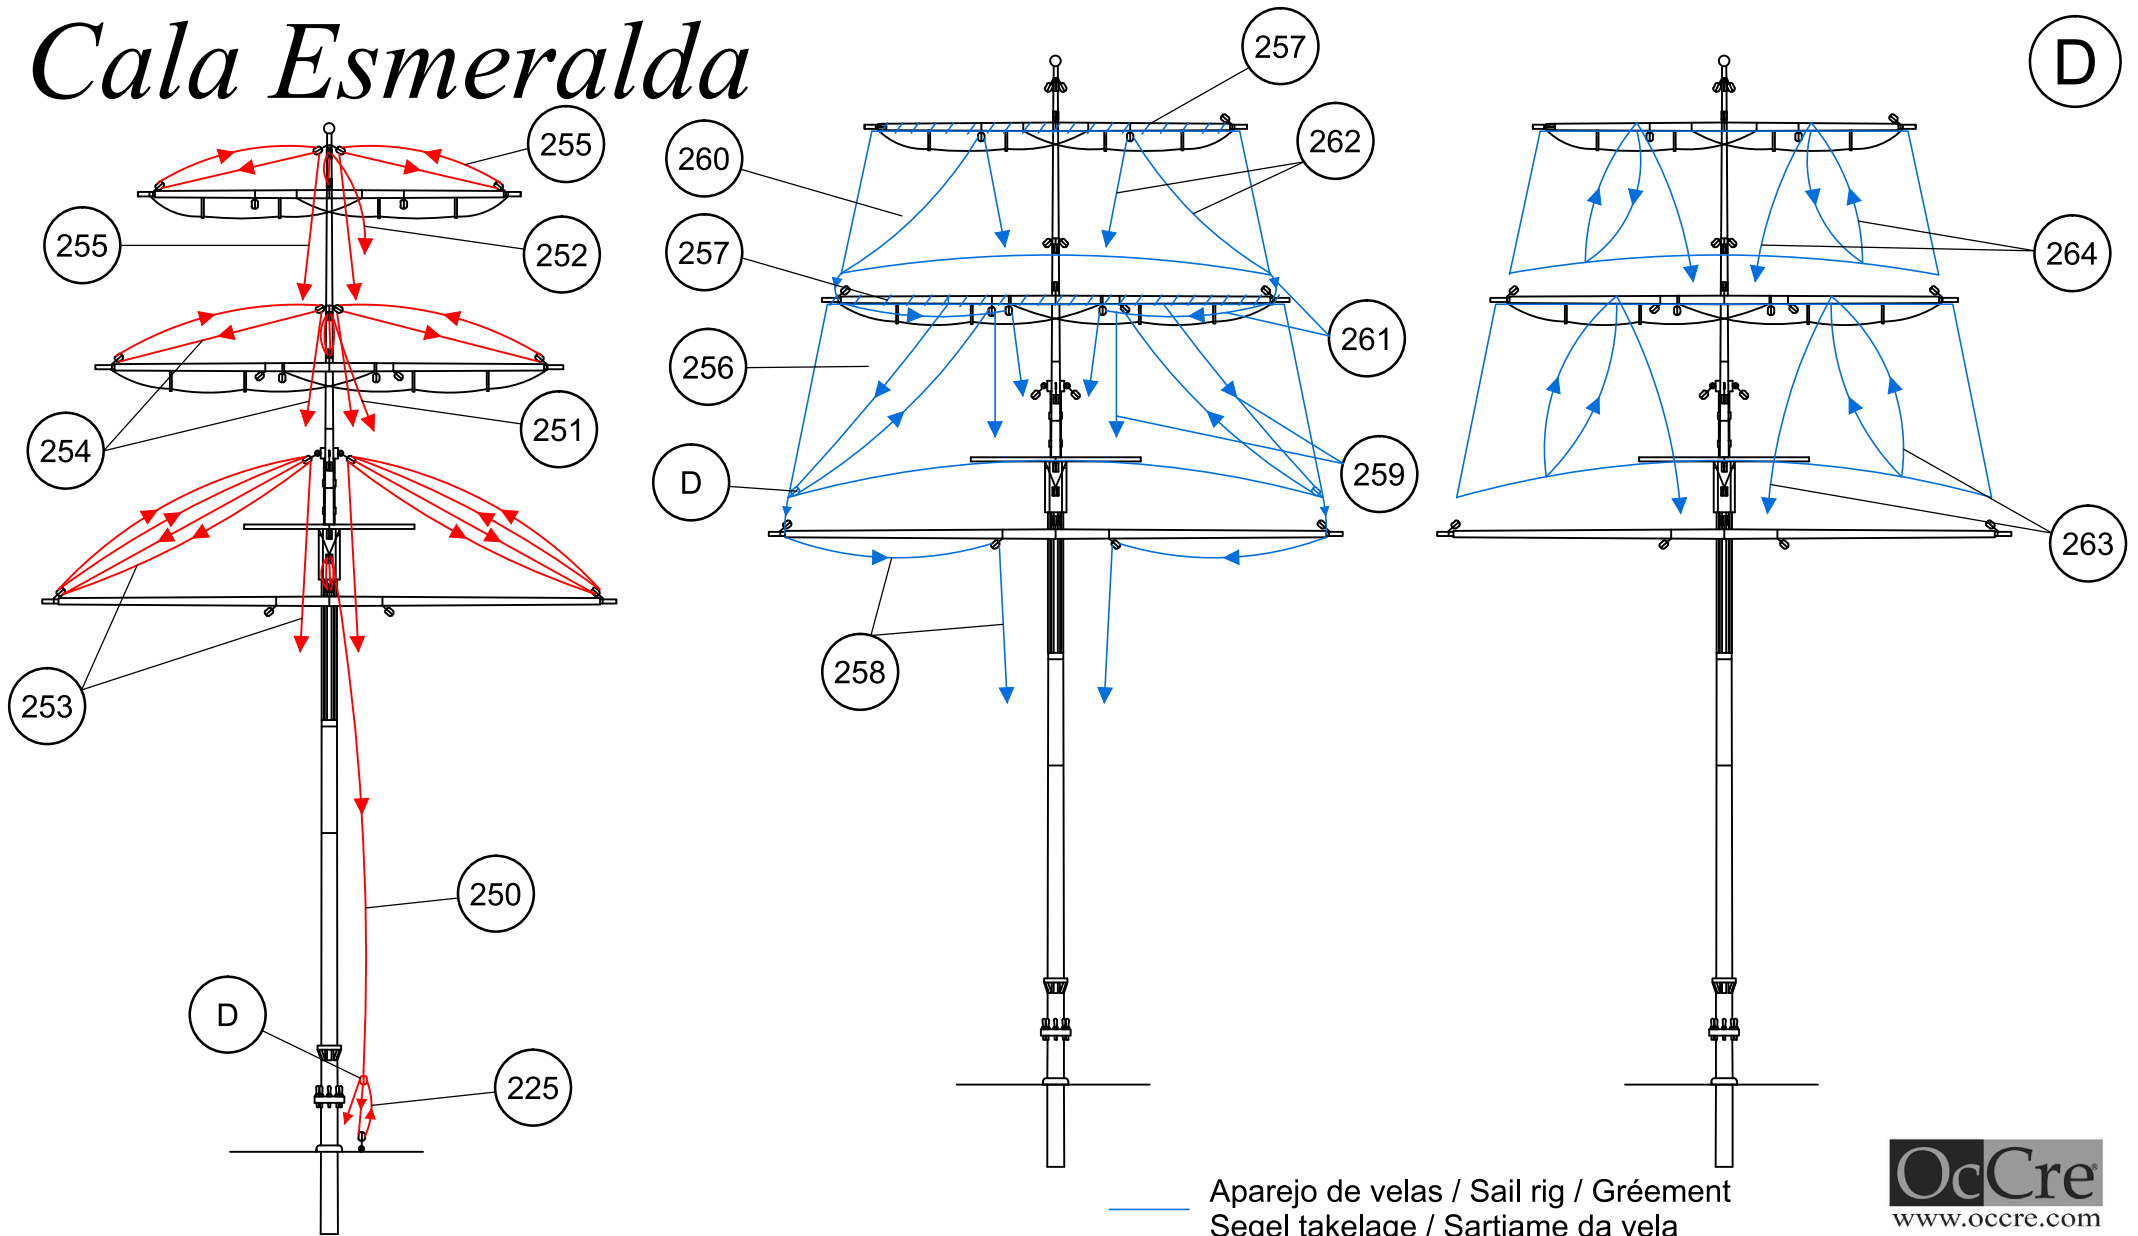 Cala Esmeralda
D
257
255
260
262
255
252
257
264
261
256
254
251
D
259
263
258
253
250
D
225
Aparejo de velas / Sail rig / Gréement
Segel takelage / Sartiame da vela
OcCre®
www.occre.com